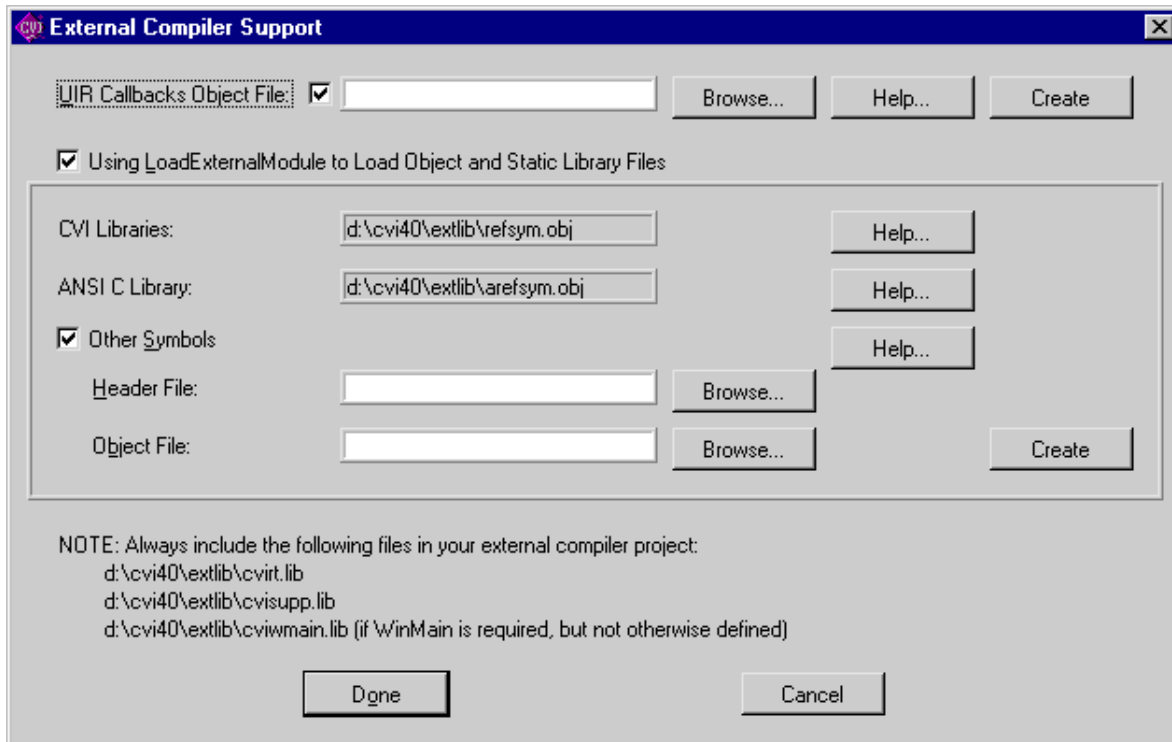 CVI External Compiler Support
UIR Callbacks Object File: Browse... Help... Create
Using LoadExternalModule to Load Object and Static Library Files
CVI Libraries: d:\cvi40\extlib\refsym.obj Help...
ANSI C Library: d:\cvi40\extlib\arefsym.obj Help...
Other Symbols Help...
Header File: Browse...
Object File: Browse... Create
NOTE: Always include the following files in your external compiler project:
d:\cvi40\extlib\cvirt.lib
d:\cvi40\extlib\cvisupp.lib
d:\cvi40\extlib\cviwmain.lib (if WinMain is required, but not otherwise defined)
Done Cancel